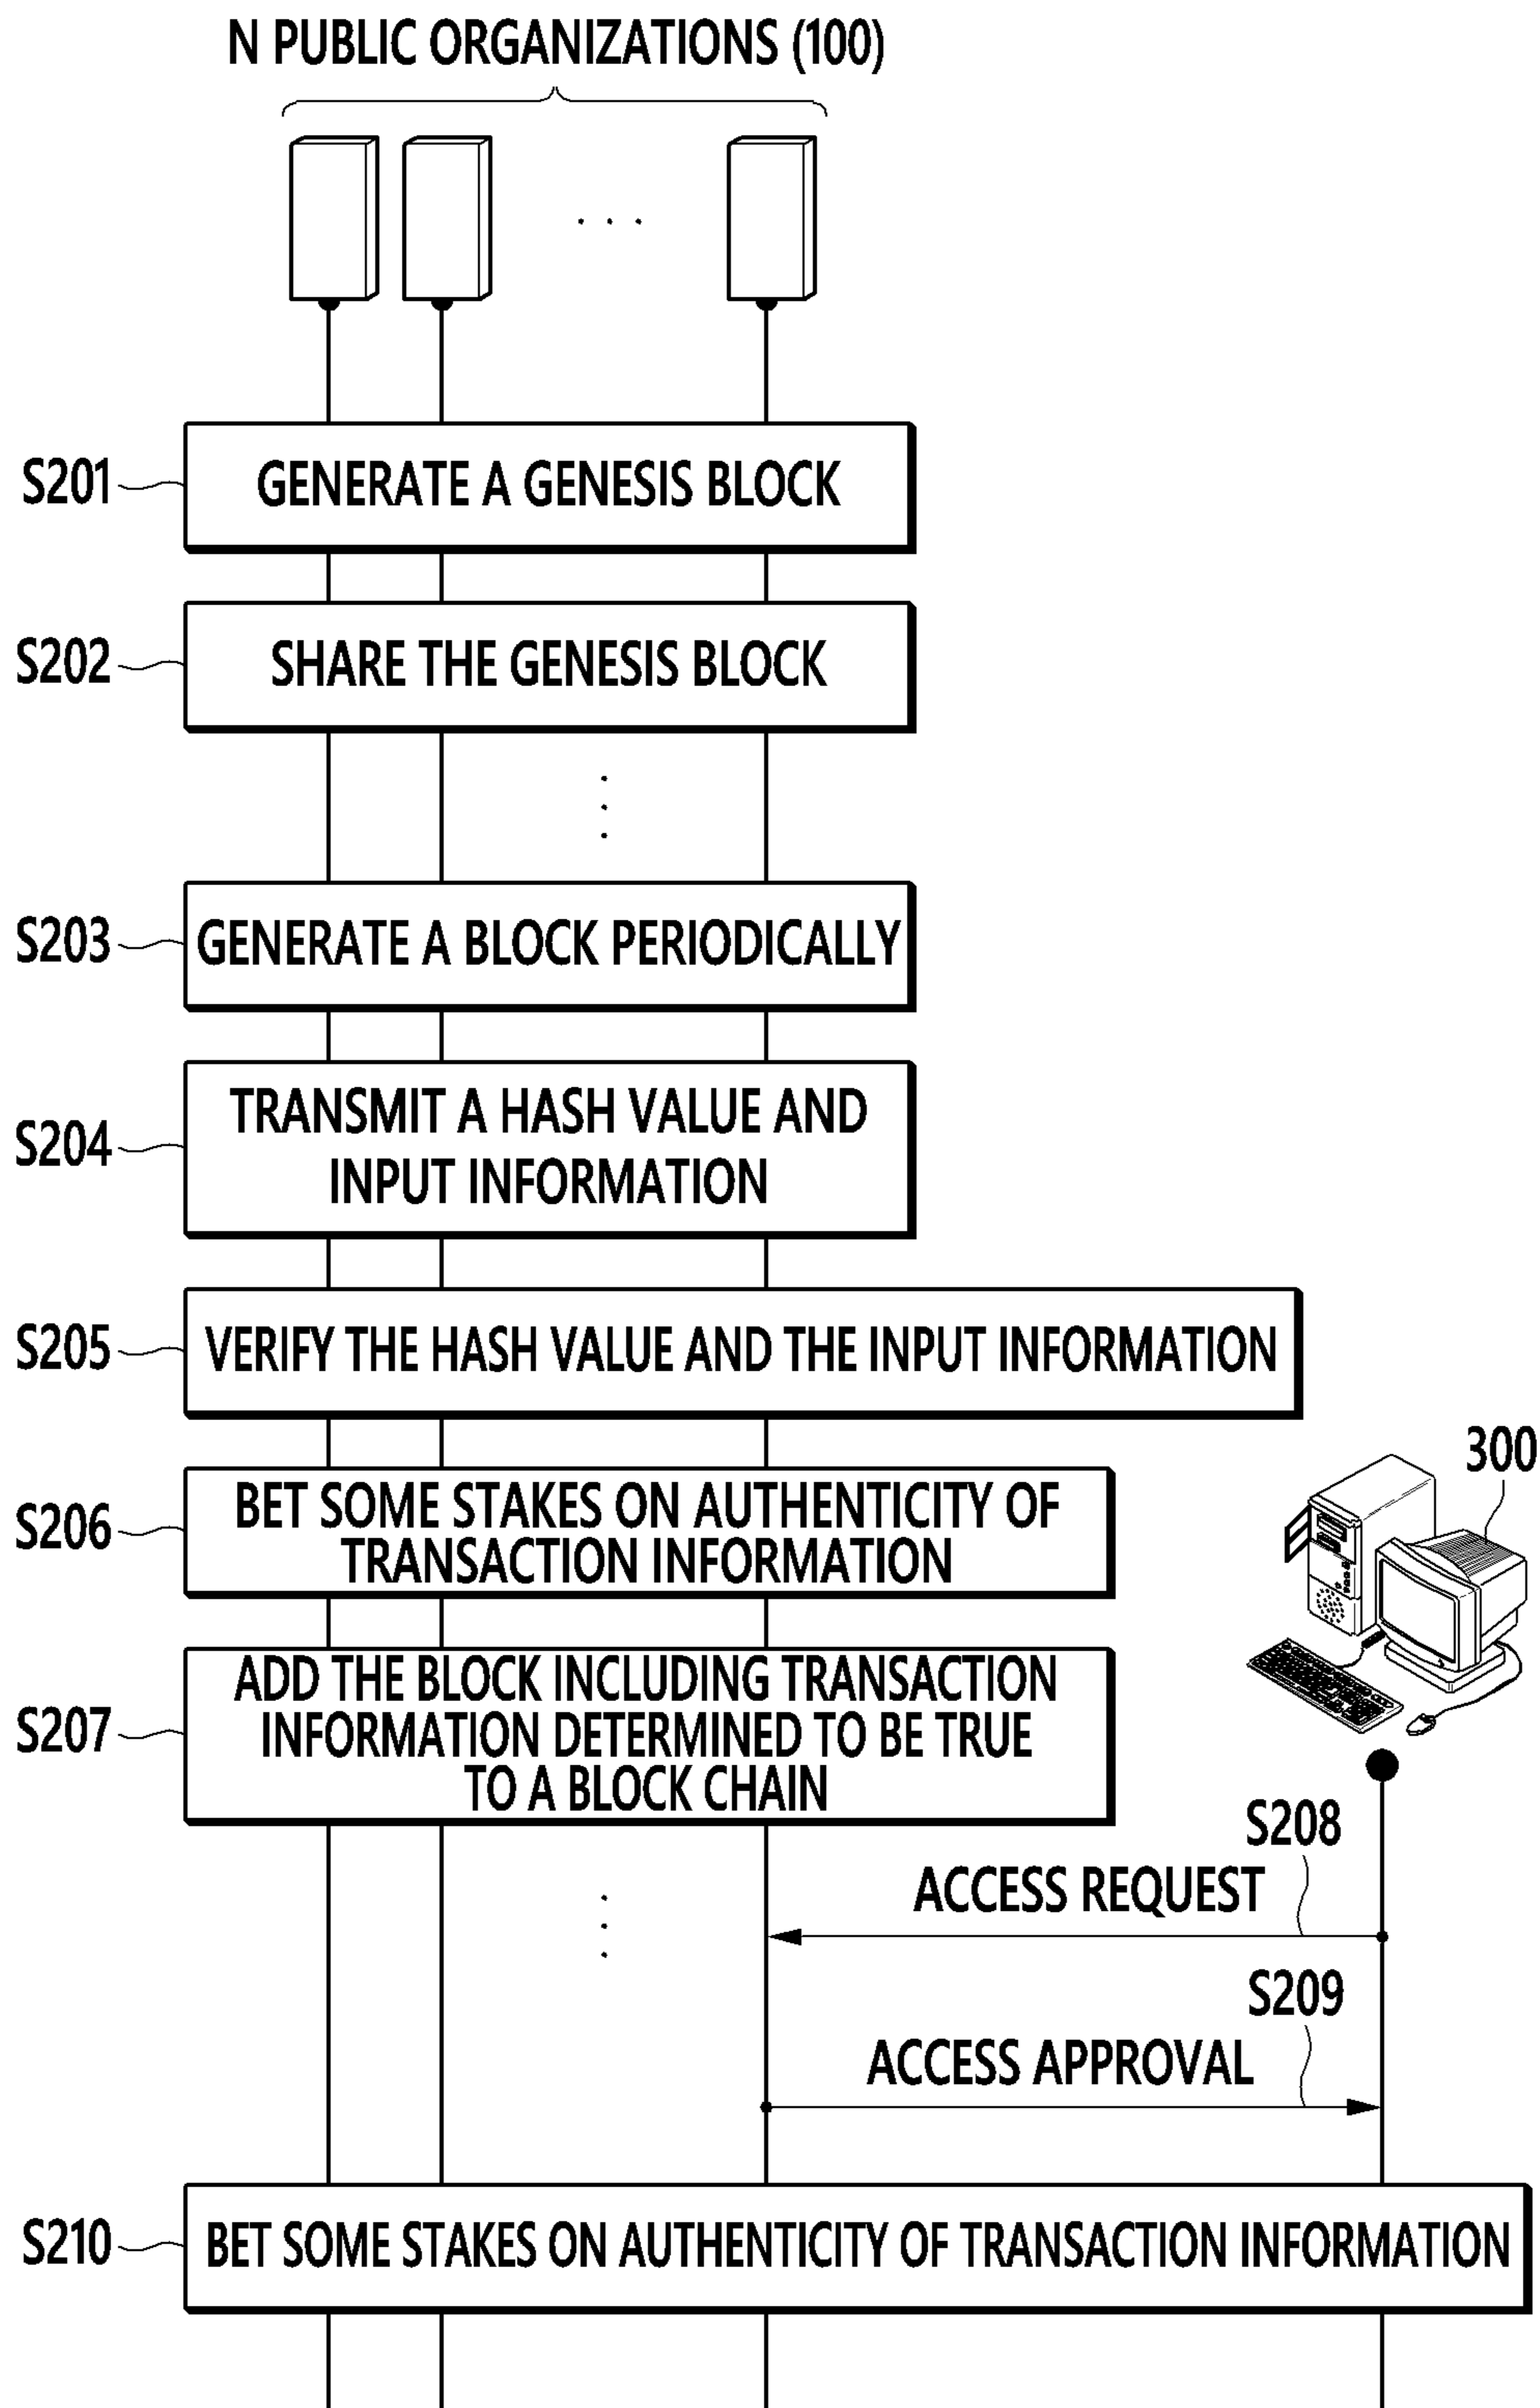 N PUBLIC ORGANIZATIONS (100)
S201
GENERATE A GENESIS BLOCK
S202
SHARE THE GENESIS BLOCK
S203
GENERATE A BLOCK PERIODICALLY
S204
TRANSMIT A HASH VALUE AND
INPUT INFORMATION
S205
VERIFY THE HASH VALUE AND THE INPUT INFORMATION
300
S206
BET SOME STAKES ON AUTHENTICITY OF
TRANSACTION INFORMATION
S207
ADD THE BLOCK INCLUDING TRANSACTION
INFORMATION DETERMINED TO BE TRUE
TO A BLOCK CHAIN
S208
ACCESS REQUEST
S209
ACCESS APPROVAL
S210
BET SOME STAKES ON AUTHENTICITY OF TRANSACTION INFORMATION